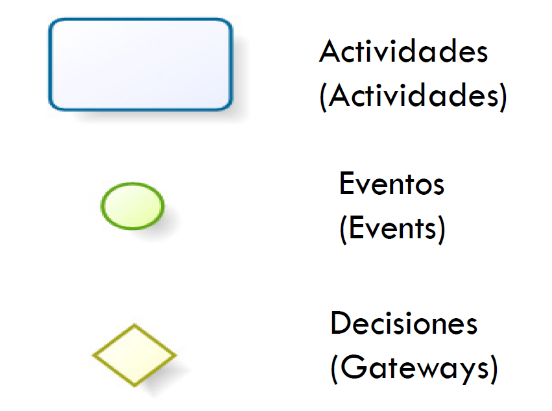 Actividades
(Actividades)
Eventos
(Events)
Decisiones
(Gateways)